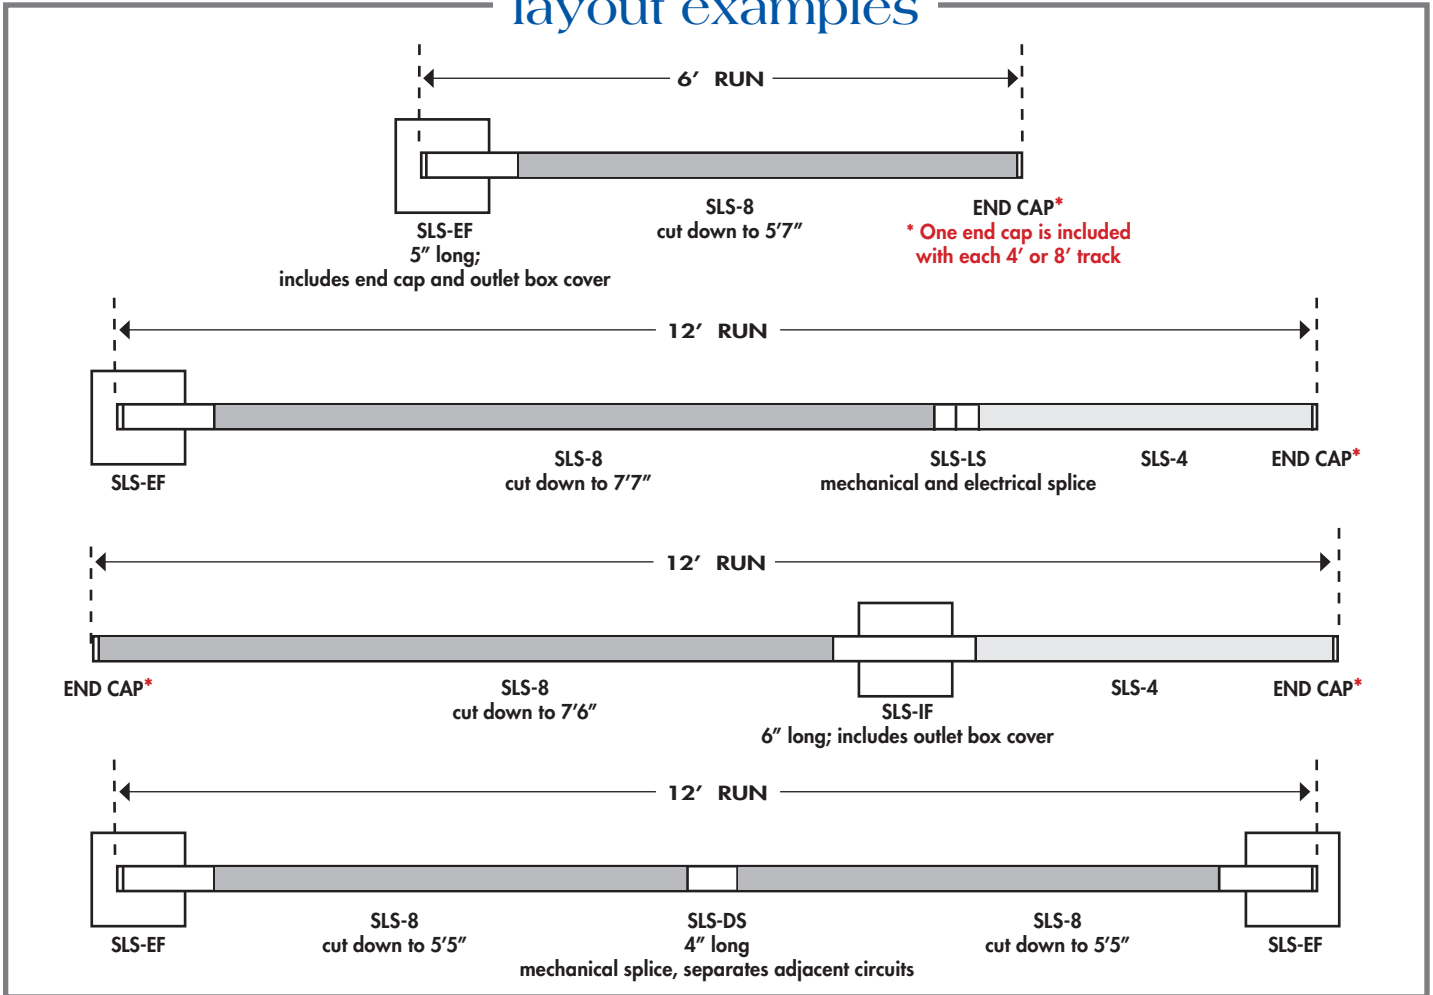 layout examples
6′ RUN
SLS-EF
5″ long;
includes end cap and outlet box cover
SLS-8
cut down to 5′7″
END CAP*
* One end cap is included
with each 4′ or 8′ track
12′ RUN
SLS-EF
SLS-8
cut down to 7′7″
SLS-LS
mechanical and electrical splice
SLS-4
END CAP*
12′ RUN
END CAP*
SLS-8
cut down to 7′6″
SLS-IF
6″ long; includes outlet box cover
SLS-4
END CAP*
12′ RUN
SLS-EF
SLS-8
cut down to 5′5″
SLS-DS
4″ long
mechanical splice, separates adjacent circuits
SLS-8
cut down to 5′5″
SLS-EF